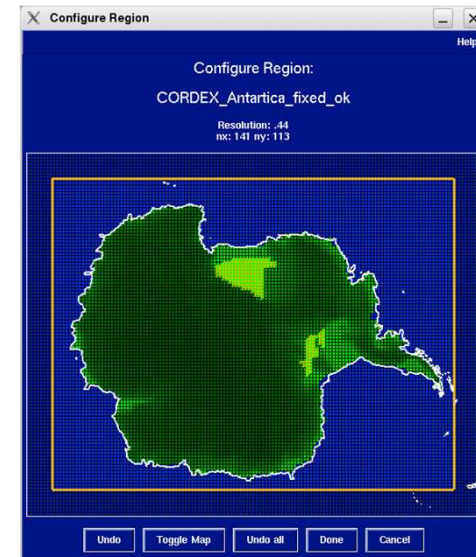 Configure Region
Help
Configure Region:
CORDEX_Antartica_fixed_ok
Resolution: .44
nx: 141 ny: 113
Undo
Toggle Map
Undo all
Done
Cancel